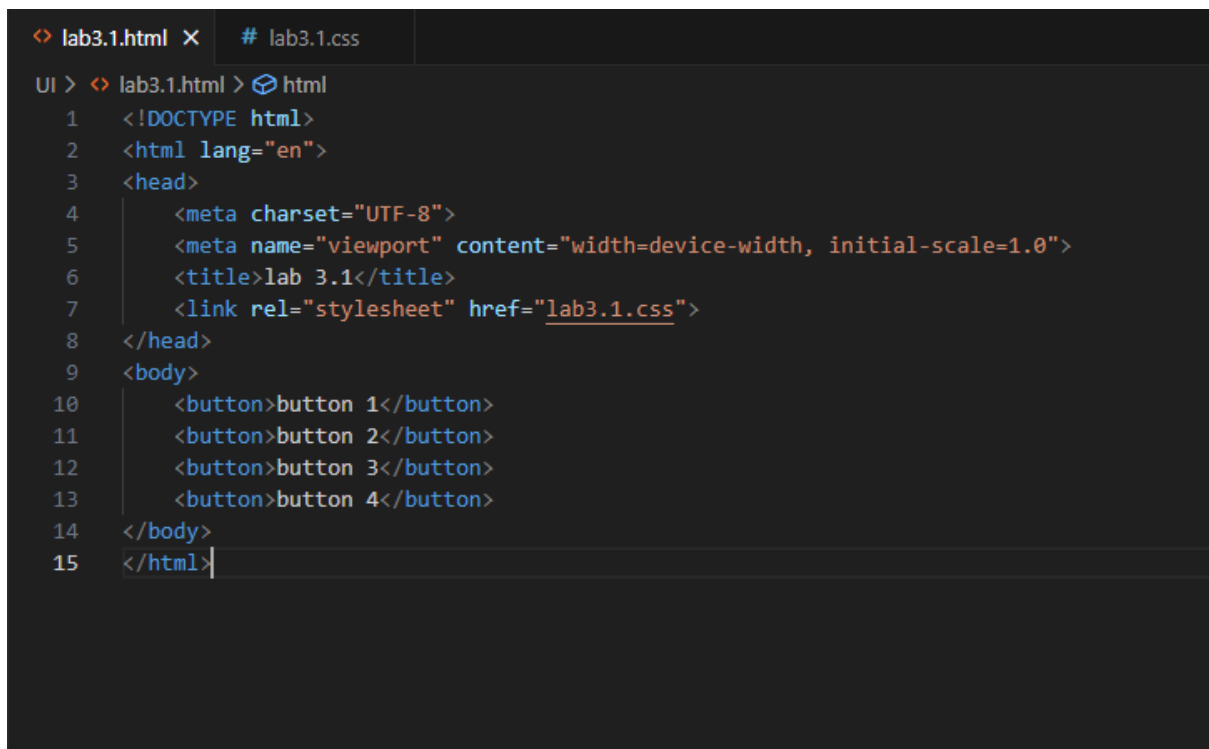 lab3.1.html × # lab3.1.css
UI > lab3.1.html > html
1 <!DOCTYPE html>
2 <html lang="en">
3 <head>
4 <meta charset="UTF-8">
5 <meta name="viewport" content="width=device-width, initial-scale=1.0">
6 <title>lab 3.1</title>
7 <link rel="stylesheet" href="lab3.1.css">
8 </head>
9 <body>
10 <button>button 1</button>
11 <button>button 2</button>
12 <button>button 3</button>
13 <button>button 4</button>
14 </body>
15 </html>